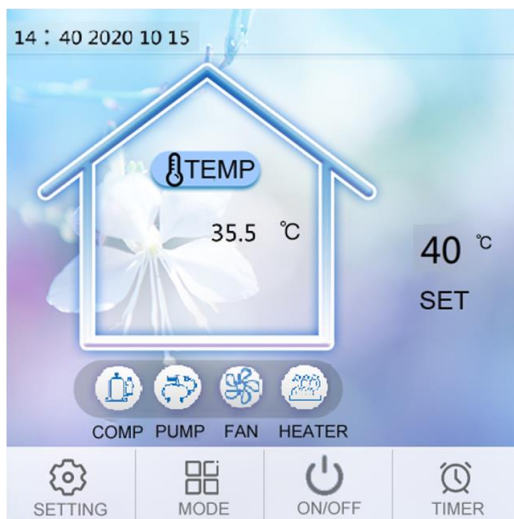 14：40 2020 10 15
TEMP
35.5 ℃
40 ℃
SET
COMP PUMP FAN HEATER
SETTING MODE ON/OFF TIMER